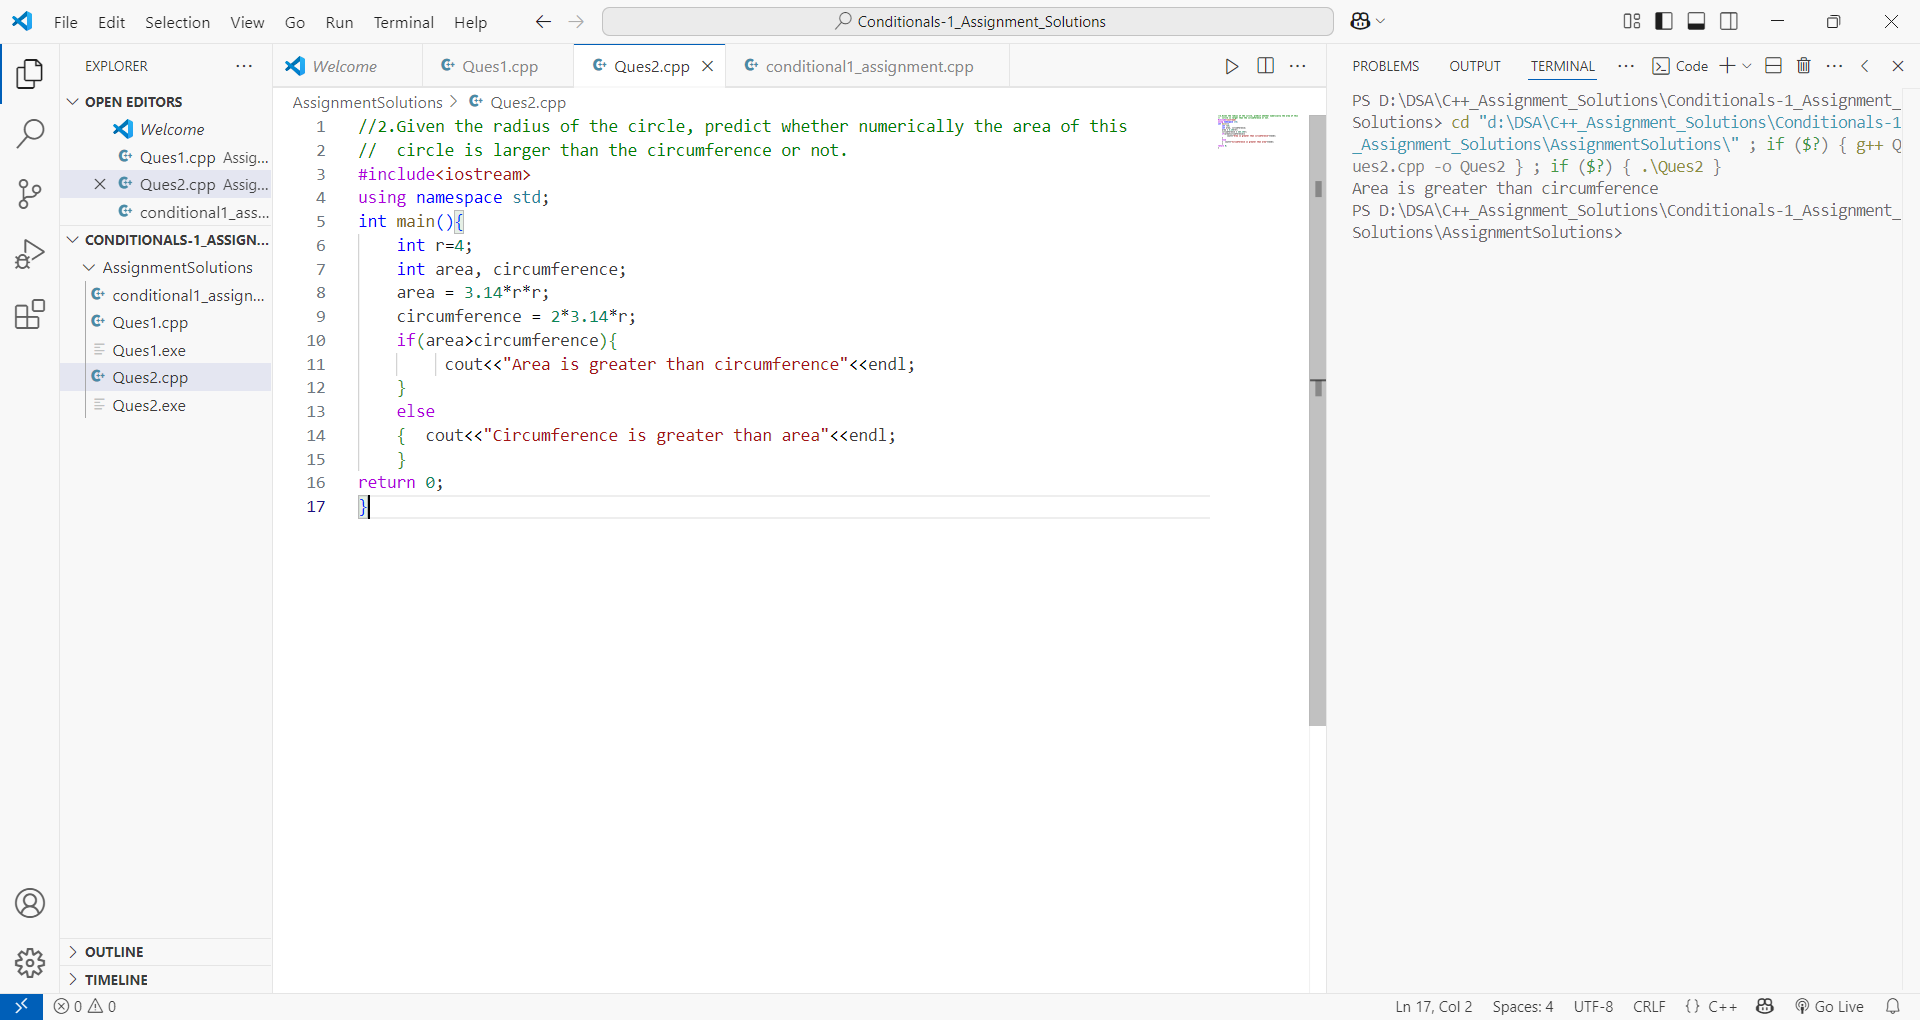 File Edit Selection View Go Run Terminal Help
Conditionals-1_Assignment_Solutions
EXPLORER
OPEN EDITORS
Welcome
Ques1.cpp Assig...
Ques2.cpp Assig...
conditional1_ass...
CONDITIONALS-1_ASSIGN...
AssignmentSolutions
conditional1_assign...
Ques1.cpp
Ques1.exe
Ques2.cpp
Ques2.exe
OUTLINE
TIMELINE
Welcome Ques1.cpp Ques2.cpp conditional1_assignment.cpp
AssignmentSolutions > Ques2.cpp
1 //2.Given the radius of the circle, predict whether numerically the area of this
2 //  circle is larger than the circumference or not.
3 #include<iostream>
4 using namespace std;
5 int main(){
6     int r=4;
7     int area, circumference;
8     area = 3.14*r*r;
9     circumference = 2*3.14*r;
10     if(area>circumference){
11          cout<<"Area is greater than circumference"<<endl;
12     }
13     else
14     {  cout<<"Circumference is greater than area"<<endl;
15     }
16 return 0;
17 }
PROBLEMS OUTPUT TERMINAL Code
PS D:\DSA\C++_Assignment_Solutions\Conditionals-1_Assignment_
Solutions> cd "d:\DSA\C++_Assignment_Solutions\Conditionals-1
_Assignment_Solutions\AssignmentSolutions\" ; if ($?) { g++ Q
ues2.cpp -o Ques2 } ; if ($?) { .\Ques2 }
Area is greater than circumference
PS D:\DSA\C++_Assignment_Solutions\Conditionals-1_Assignment_
Solutions\AssignmentSolutions>
0 0
Ln 17, Col 2 Spaces: 4 UTF-8 CRLF {} C++ Go Live